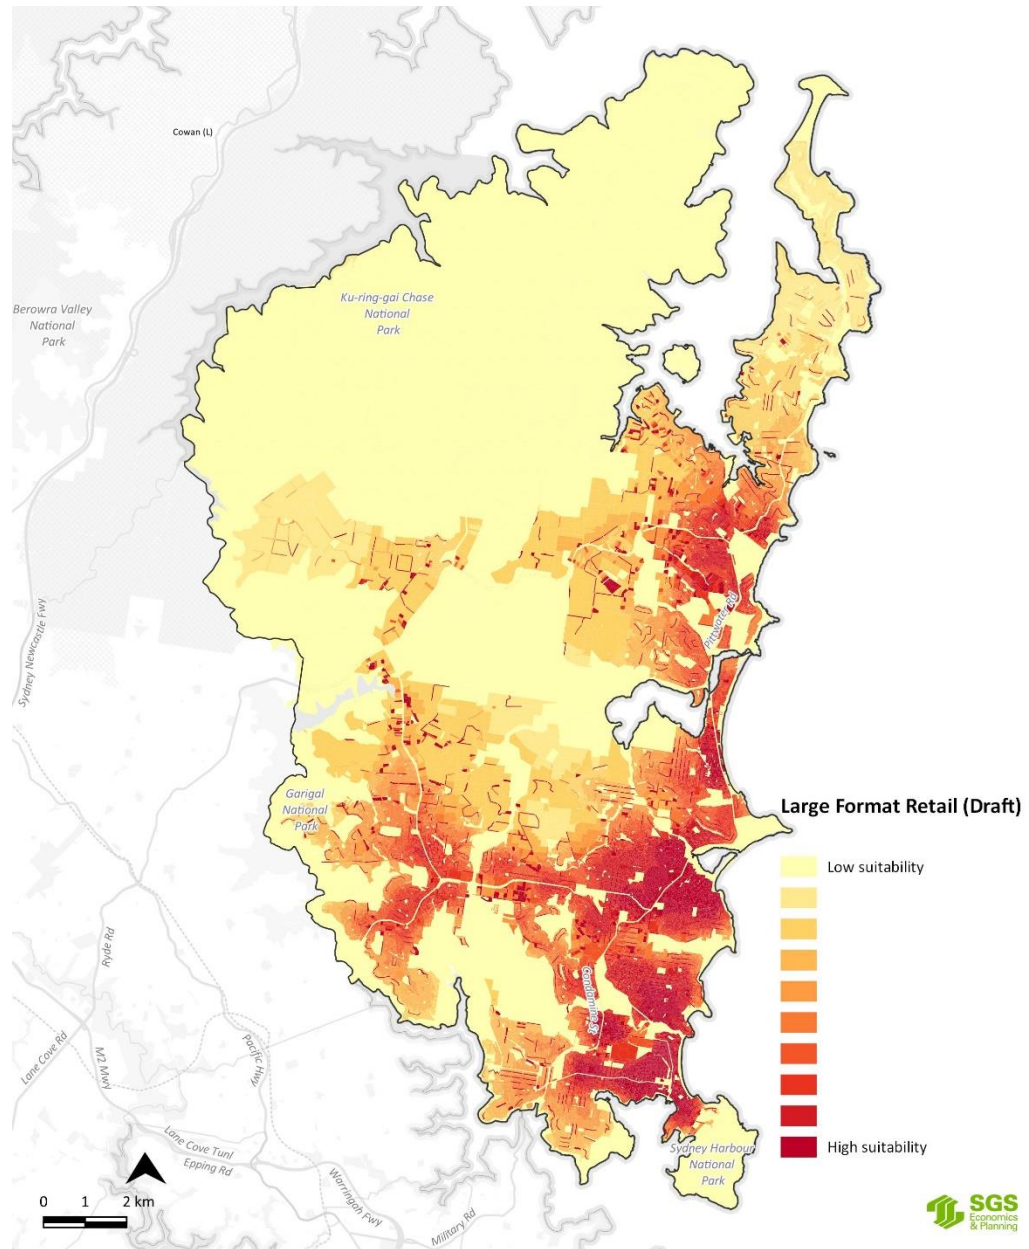 Cowan (L)
Ku-ring-gai Chase
National
Park
Berowra Valley
National
Park
Pittwater Rd
Sydney Newcastle Fwy
Garigal
National
Park
Large Format Retail (Draft)
Low suitability
Ryde Rd
Condamine St
Lane Cove Rd
M2 Mwy
Pacific Hwy
High suitability
Sydney Harbour
National
Park
Lane Cove Tunl
Epping Rd
Warringah Fwy
Military Rd
0 1 2 km
SGS
Economics
& Planning